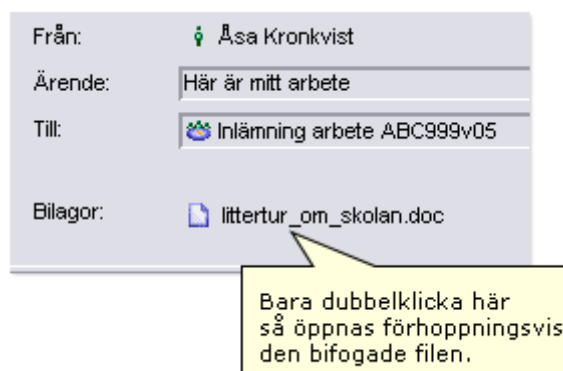 Från: Åsa Kronkvist
Ärende: Här är mitt arbete
Till: Inlämning arbete ABC999v05
Bilagor: littertur_om_skolan.doc
Bara dubbelklicka här
så öppnas förhoppningsvis
den bifogade filen.